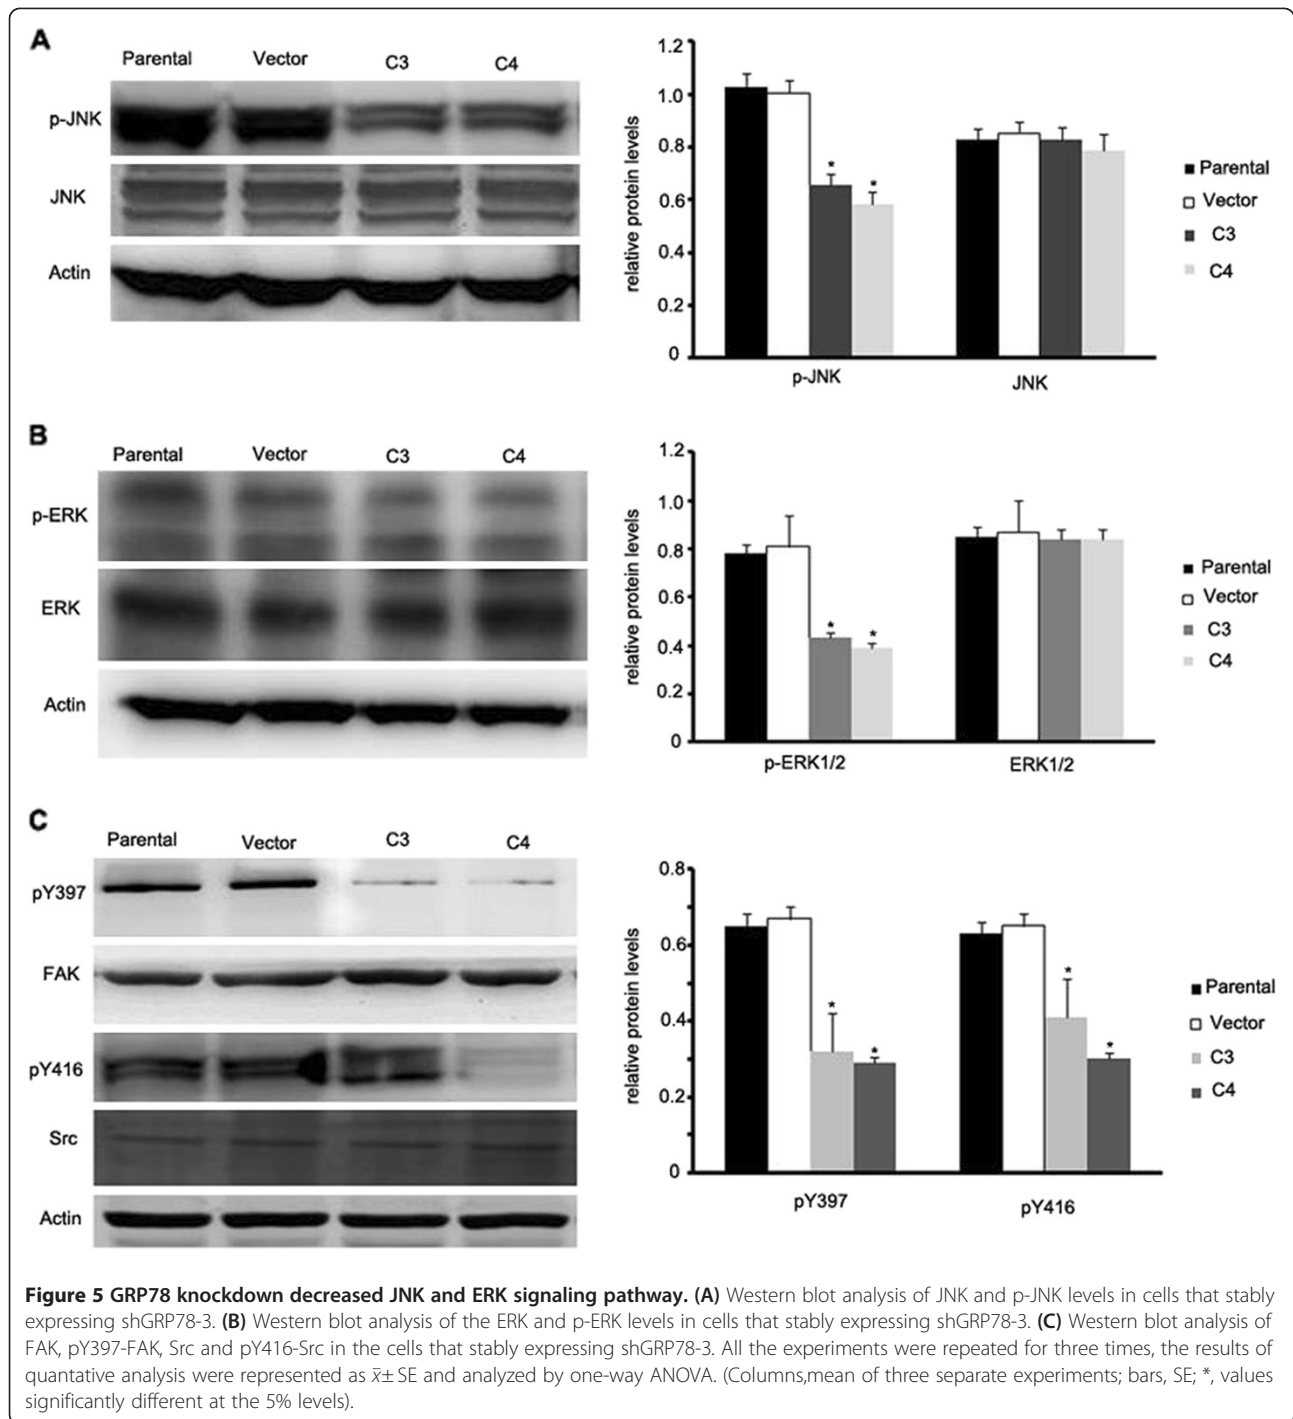 A
Parental Vector C3 C4
p-JNK
JNK
Actin
relative protein levels
1.2
1.0
0.8
0.6
0.4
0.2
0
* *
p-JNK JNK
Parental
Vector
C3
C4
B
Parental Vector C3 C4
p-ERK
ERK
Actin
relative protein levels
1.2
1.0
0.8
0.6
0.4
0.2
0
* *
p-ERK1/2 ERK1/2
Parental
Vector
C3
C4
C
Parental Vector C3 C4
pY397
FAK
pY416
Src
Actin
relative protein levels
0.8
0.6
0.4
0.2
0
* * * *
pY397 pY416
Parental
Vector
C3
C4
Figure 5 GRP78 knockdown decreased JNK and ERK signaling pathway. (A) Western blot analysis of JNK and p-JNK levels in cells that stably
expressing shGRP78-3. (B) Western blot analysis of the ERK and p-ERK levels in cells that stably expressing shGRP78-3. (C) Western blot analysis of
FAK, pY397-FAK, Src and pY416-Src in the cells that stably expressing shGRP78-3. All the experiments were repeated for three times, the results of
quantative analysis were represented as x̄± SE and analyzed by one-way ANOVA. (Columns,mean of three separate experiments; bars, SE; *, values
significantly different at the 5% levels).